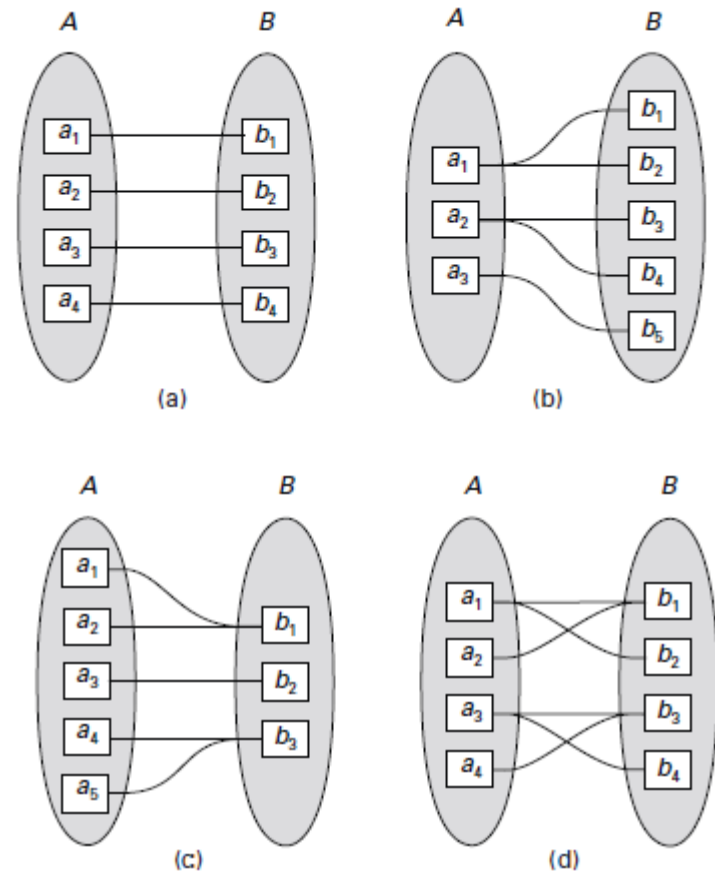 A B
a1 b1
a2 b2
a3 b3
a4 b4
(a)
A B
b1
a1 b2
a2 b3
a3 b4
b5
(b)
A B
a1
a2 b1
a3 b2
a4 b3
a5
(c)
A B
a1 b1
a2 b2
a3 b3
a4 b4
(d)